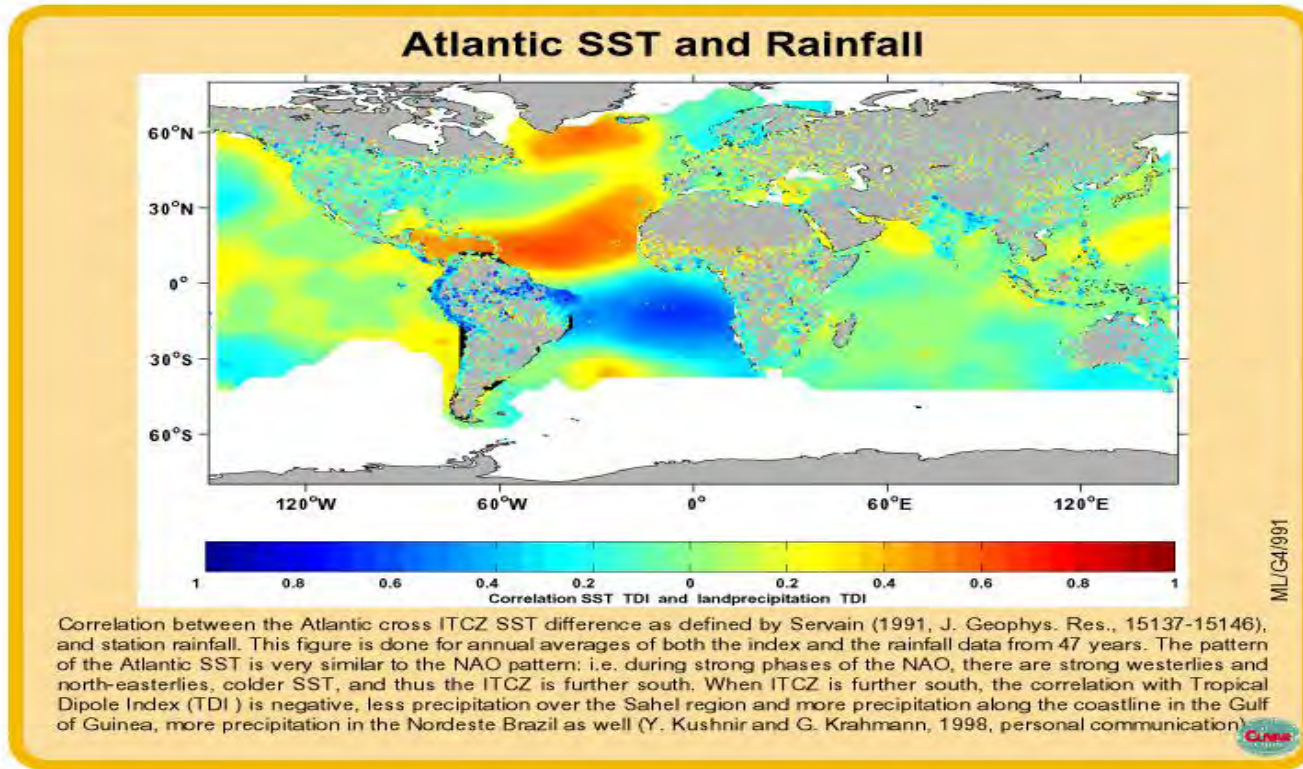 Atlantic SST and Rainfall
60°N
30°N
0°
30°S
60°S
120°W
60°W
0°
60°E
120°E
1
0.8
0.6
0.4
0.2
0
0.2
0.4
0.6
0.8
1
Correlation SST TDI and landprecipitation TDI
ML/G4/991
Correlation between the Atlantic cross ITCZ SST difference as defined by Servain (1991, J. Geophys. Res., 15137-15146),
and station rainfall. This figure is done for annual averages of both the index and the rainfall data from 47 years. The pattern
of the Atlantic SST is very similar to the NAO pattern: i.e. during strong phases of the NAO, there are strong westerlies and
north-easterlies, colder SST, and thus the ITCZ is further south. When ITCZ is further south, the correlation with Tropical
Dipole Index (TDI ) is negative, less precipitation over the Sahel region and more precipitation along the coastline in the Gulf
of Guinea, more precipitation in the Nordeste Brazil as well (Y. Kushnir and G. Krahmann, 1998, personal communication).
CLIVAR